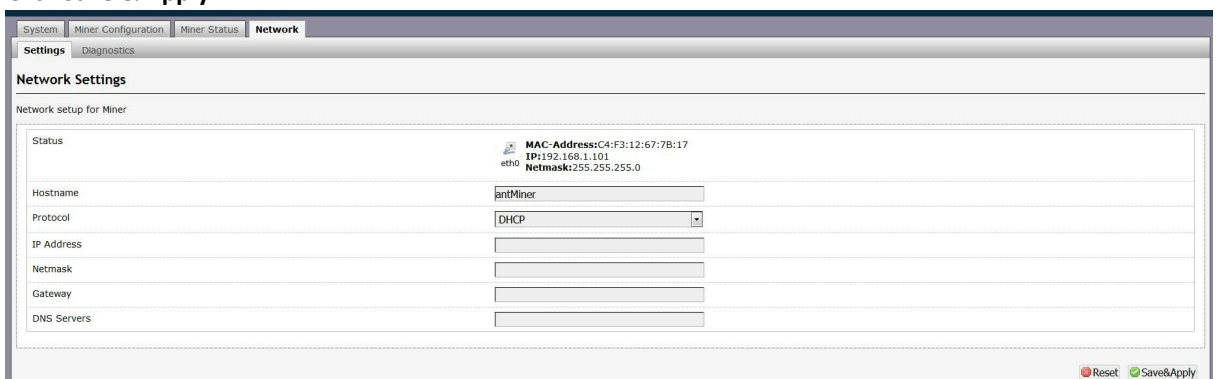 System Miner Configuration Miner Status Network
Settings Diagnostics
Network Settings
Network setup for Miner
Status
MAC-Address:C4:F3:12:67:7B:17
IP:192.168.1.101
eth0
Netmask:255.255.255.0
Hostname antMiner
Protocol DHCP
IP Address
Netmask
Gateway
DNS Servers
Reset Save&Apply